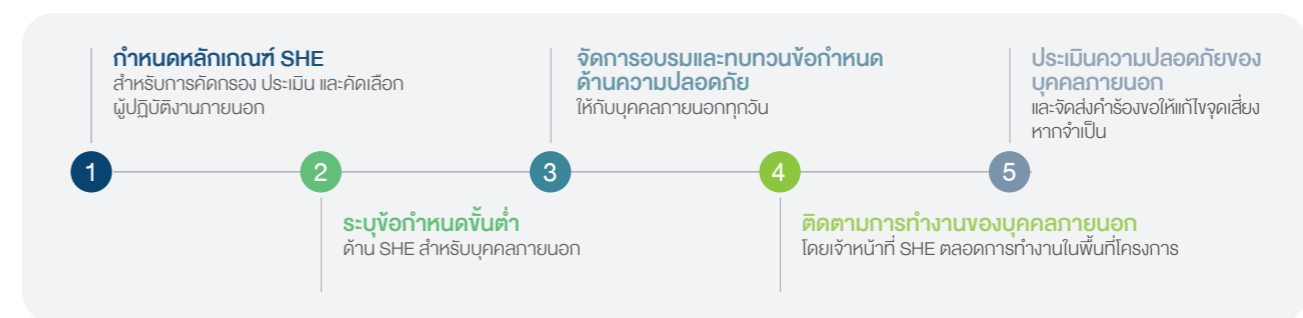 กำหนดหลักเกณฑ์ SHE
สำหรับการคัดกรอง ประเมิน และคัดเลือก
ผู้ปฏิบัติงานภายนอก
1
2
ระบุข้อกำหนดขั้นต่ำ
ด้าน SHE สำหรับบุคคลภายนอก
จัดการอบรมและทบทวนข้อกำหนด
ด้านความปลอดภัย
ให้กับบุคคลภายนอกทุกวัน
3
4
ติดตามการทำงานของบุคคลภายนอก
โดยเจ้าหน้าที่ SHE ตลอดการทำงานในพื้นที่โครงการ
ประเมินความปลอดภัยของ
บุคคลภายนอก
และจัดส่งคำร้องขอให้แก้ไขจุดเสี่ยง
หากจำเป็น
5